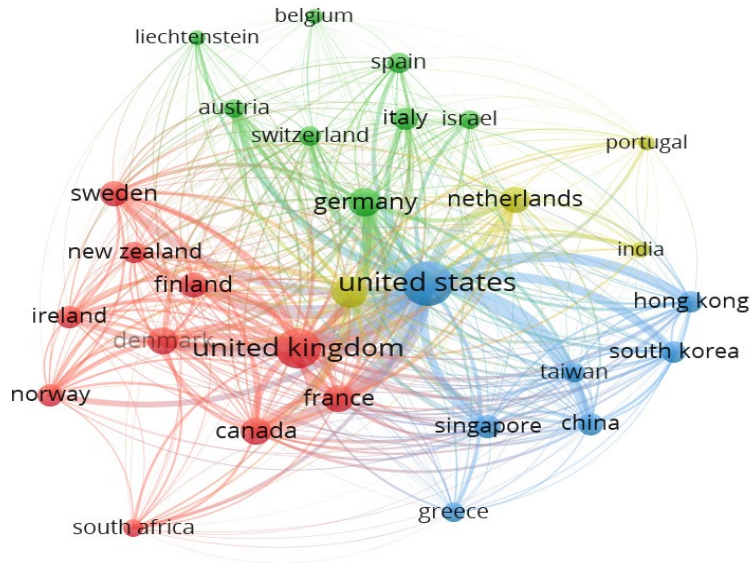 belgium
liechtenstein
spain
austria
italy
israel
switzerland
portugal
sweden
germany
netherlands
new zealand
india
finland
united states
hong kong
ireland
denmark
united kingdom
south korea
taiwan
norway
france
canada
singapore
china
greece
south africa